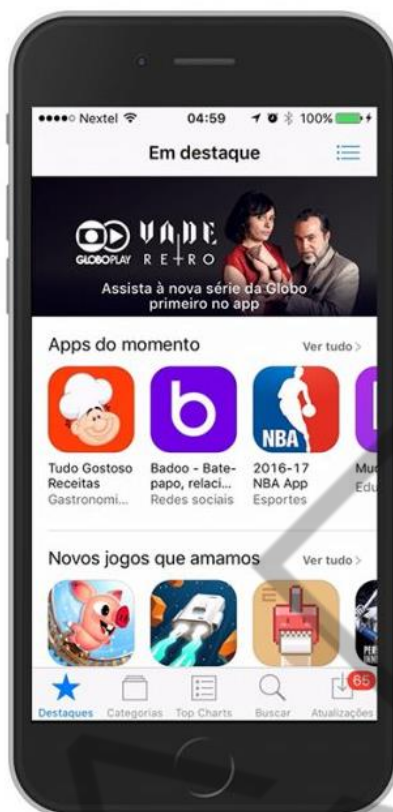 Nextel 04:59 100%
Em destaque
GLOBOPLAY VADE RETRO
Assista à nova série da Globo
primeiro no app
Apps do momento Ver tudo >
NBA
Tudo Gostoso Receitas
Gastronomi...
Badoo - Bate-papo, relaci...
Redes sociais
2016-17 NBA App
Esportes
Edu
Novos jogos que amamos Ver tudo >
65
Destaques Categorias Top Charts Buscar Atualizações